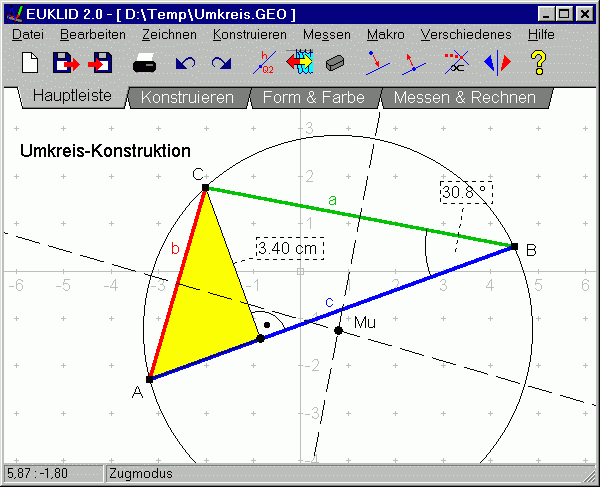 EUKLID 2.0 - [ D:\Temp\Umkreis.GEO ]
Datei Bearbeiten Zeichnen Konstruieren Messen Makro Verschiedenes Hilfe
h
Q2
?
Hauptleiste Konstruieren Form & Farbe Messen & Rechnen
3
Umkreis-Konstruktion
C
2
30.8 °
a
1
b
3.40 cm
B
-6 -5 -4 -3 -2 -1 1 2 3 4 5 6
c
Mu
-2
A
-3
-4
5,87 : -1,80 Zugmodus